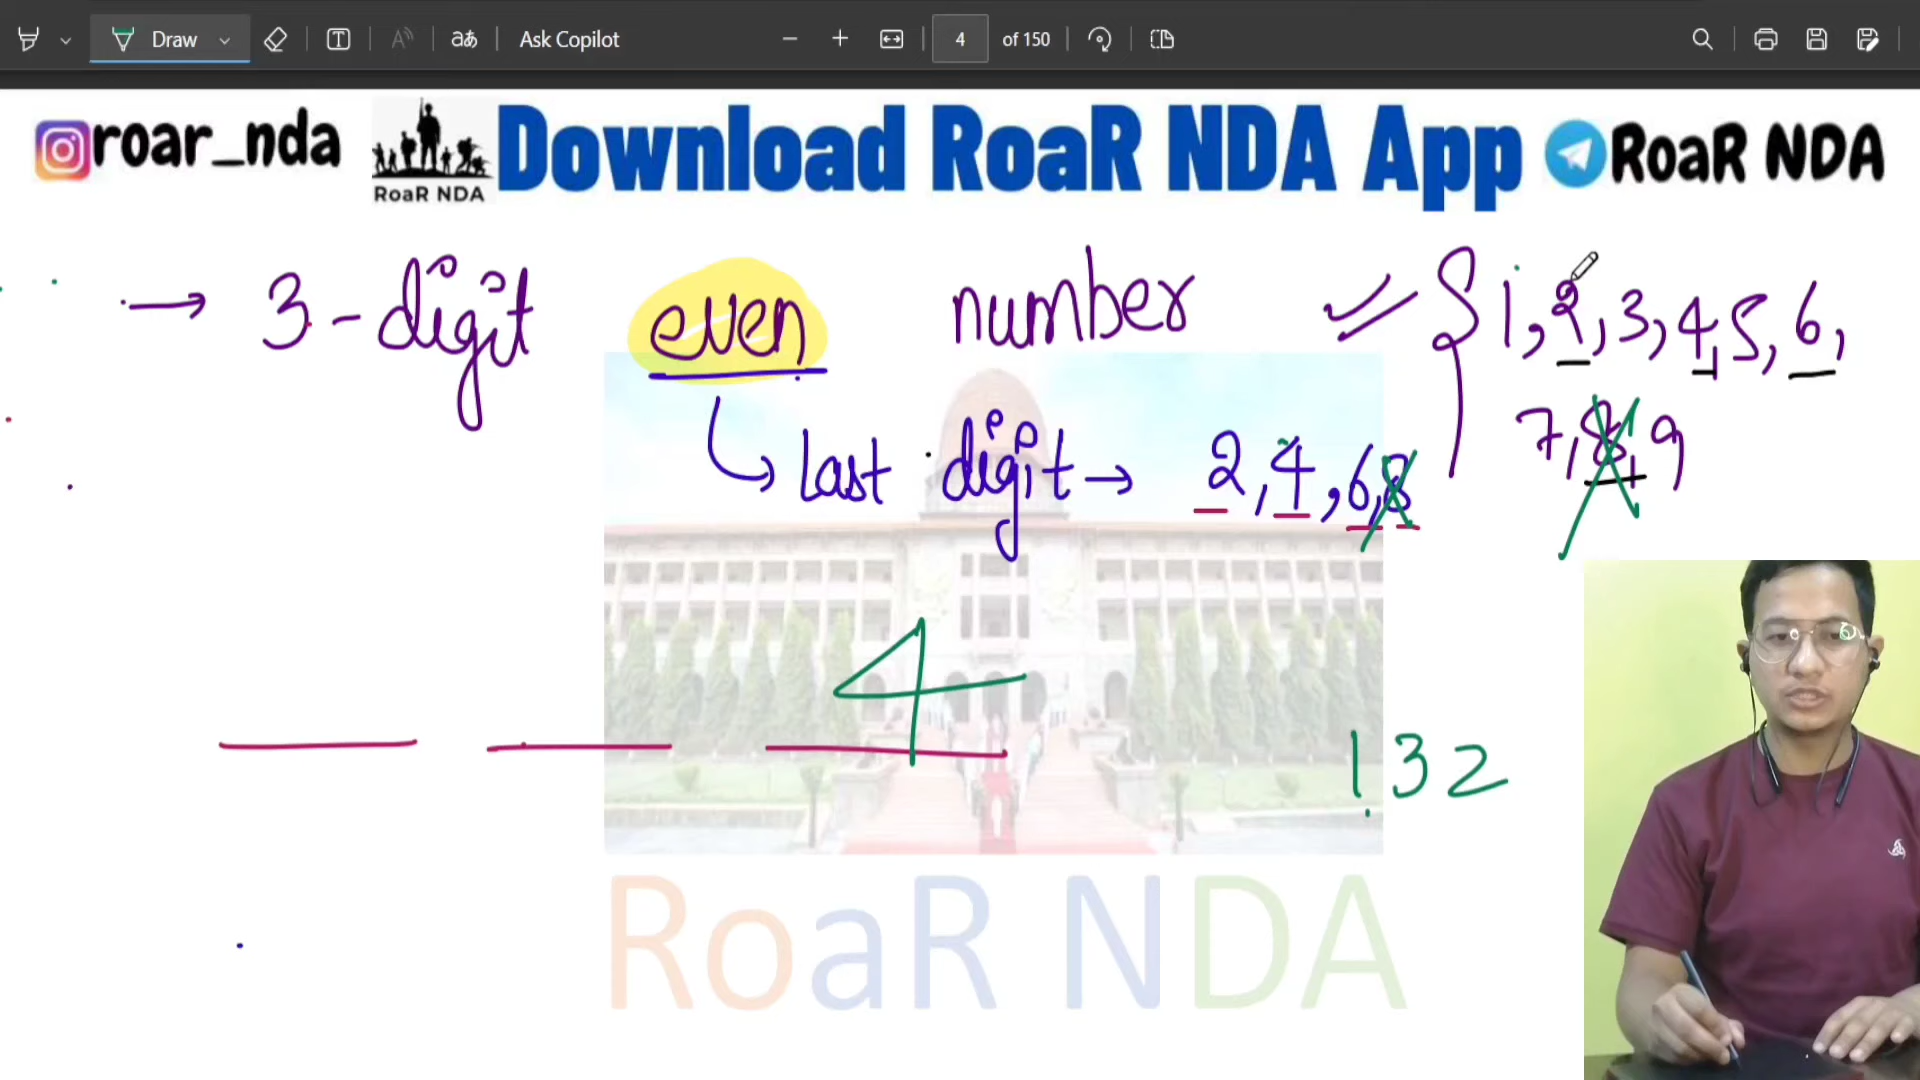 Draw
aあ
Ask Copilot
4 of 150
roar_nda
RoaR NDA
Download RoaR NDA App
RoaR NDA
→ 3-digit even number {1, 2, 3, 4, 5, 6,
7, 8, 9
last digit → 2, 4, 6, 8
4
132
RoaR NDA